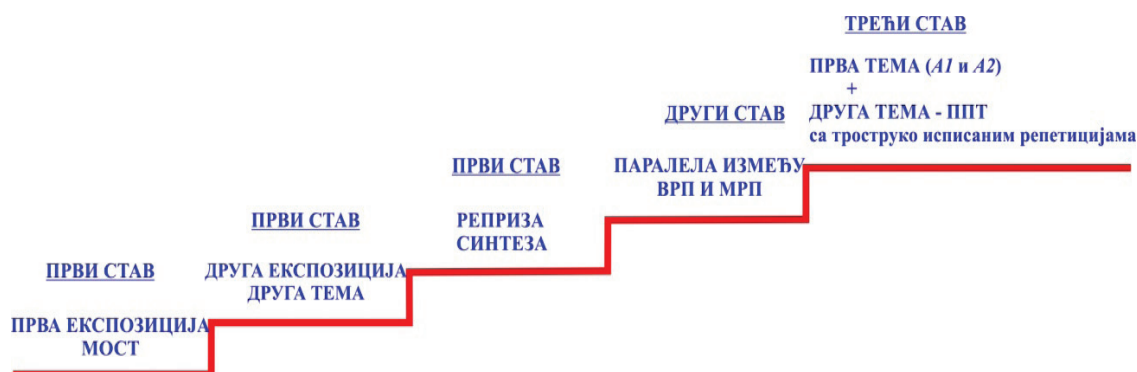 ПРВИ СТАВ
ПРВА ЕКСПОЗИЦИЈА
МОСТ
ПРВИ СТАВ
ДРУГА ЕКСПОЗИЦИЈА
ДРУГА ТЕМА
ПРВИ СТАВ
РЕПРИЗА
СИНТЕЗА
ДРУГИ СТАВ
ПАРАЛЕЛА ИЗМЕЂУ
ВРП И МРП
ТРЕЋИ СТАВ
ПРВА ТЕМА (А1 и А2)
+
ДРУГА ТЕМА - ППТ
са троструко исписаним репетицијама